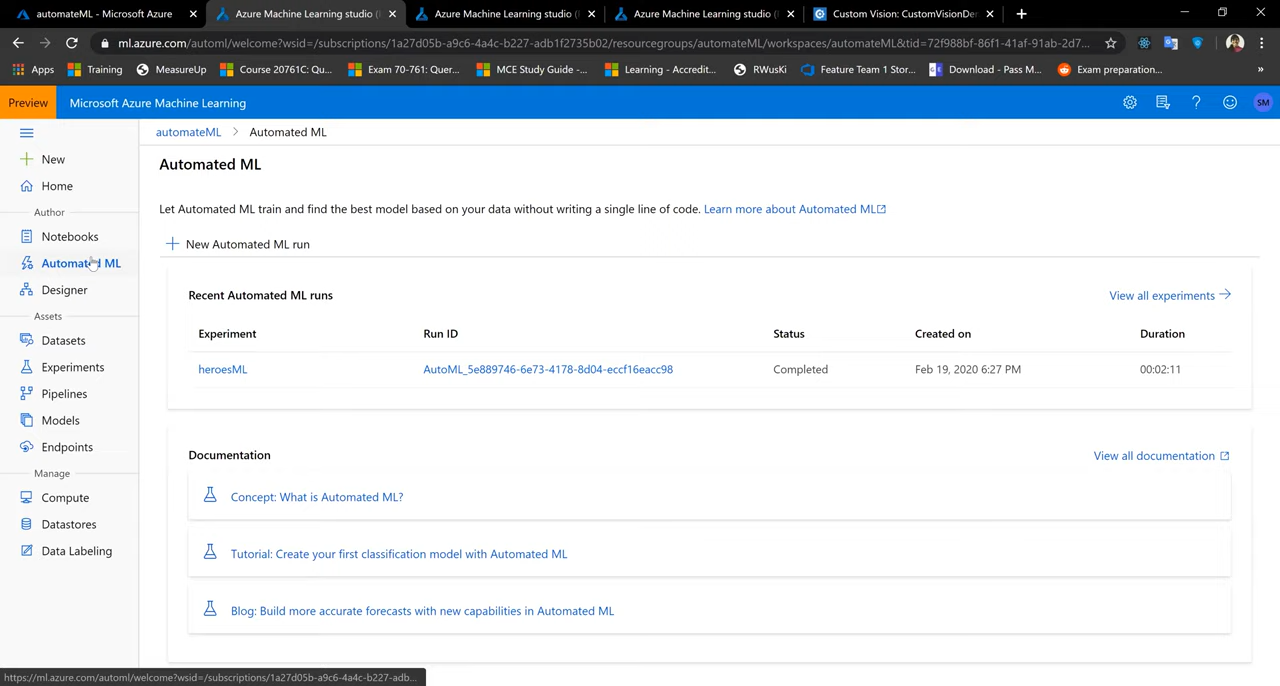 automateML - Microsoft Azure
Azure Machine Learning studio (
Azure Machine Learning studio (
Azure Machine Learning studio (
Custom Vision: CustomVisionDer
ml.azure.com/automl/welcome?wsid=/subscriptions/1a27d05b-a9c6-4a4c-b227-adb1f2735b02/resourcegroups/automateML/workspaces/automateML&tid=72f988bf-86f1-41af-91ab-2d7...
Apps
Training
MeasureUp
Course 20761C: Qu...
Exam 70-761: Quer...
MCE Study Guide -...
Learning - Accredit...
RWusKi
Feature Team 1 Stor...
Download - Pass M...
Exam preparation...
»
Preview
Microsoft Azure Machine Learning
SM
automateML > Automated ML
New
Home
Author
Notebooks
Automated ML
Designer
Assets
Datasets
Experiments
Pipelines
Models
Endpoints
Manage
Compute
Datastores
Data Labeling
Automated ML
Let Automated ML train and find the best model based on your data without writing a single line of code. Learn more about Automated ML
New Automated ML run
Recent Automated ML runs
View all experiments
Experiment Run ID Status Created on Duration
heroesML AutoML_5e889746-6e73-4178-8d04-eccf16eacc98 Completed Feb 19, 2020 6:27 PM 00:02:11
Documentation
View all documentation
Concept: What is Automated ML?
Tutorial: Create your first classification model with Automated ML
Blog: Build more accurate forecasts with new capabilities in Automated ML
https://ml.azure.com/automl/welcome?wsid=/subscriptions/1a27d05b-a9c6-4a4c-b227-adb...